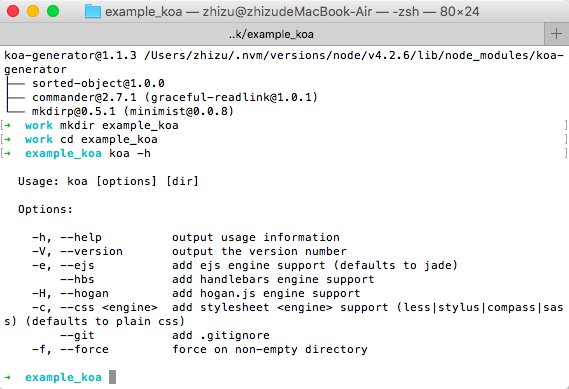 example_koa — zhizu@zhizudeMacBook-Air — -zsh — 80×24
..k/example_koa
koa-generator@1.1.3 /Users/zhizu/.nvm/versions/node/v4.2.6/lib/node_modules/koa-
generator
├── sorted-object@1.0.0
├── commander@2.7.1 (graceful-readlink@1.0.1)
└── mkdirp@0.5.1 (minimist@0.0.8)
[➜  work mkdir example_koa ]
[➜  work cd example_koa ]
[➜  example_koa koa -h ]
Usage: koa [options] [dir]
Options:
-h, --help          output usage information
-V, --version       output the version number
-e, --ejs           add ejs engine support (defaults to jade)
--hbs           add handlebars engine support
-H, --hogan         add hogan.js engine support
-c, --css <engine>  add stylesheet <engine> support (less|stylus|compass|sas
s) (defaults to plain css)
--git           add .gitignore
-f, --force         force on non-empty directory
➜  example_koa